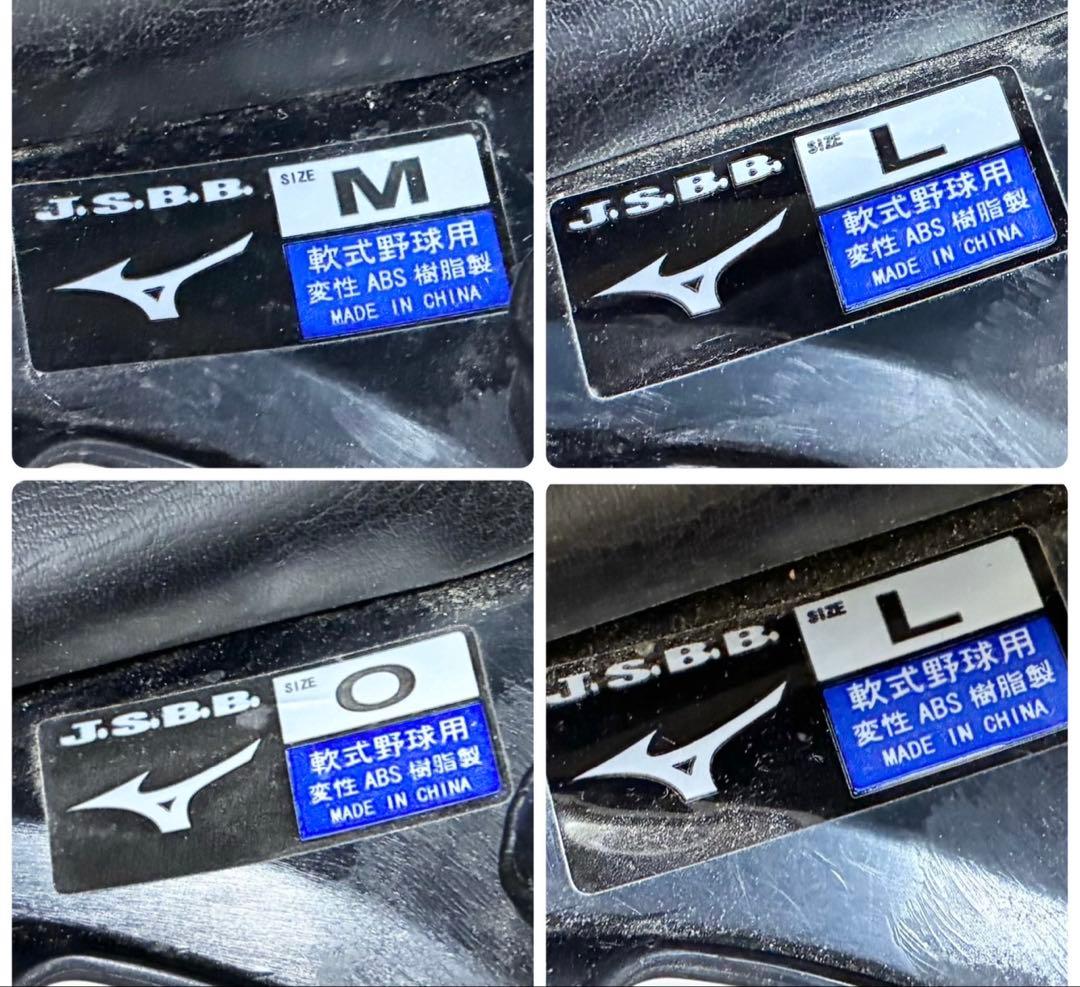 J.S.B.B.
SIZE M
軟式野球用
変性 ABS 樹脂製
MADE IN CHINA
J.S.B.B.
SIZE L
軟式野球用
変性 ABS 樹脂製
MADE IN CHINA
J.S.B.B.
SIZE O
軟式野球用
変性 ABS 樹脂製
MADE IN CHINA
J.S.B.B.
SIZE L
軟式野球用
変性 ABS 樹脂製
MADE IN CHINA